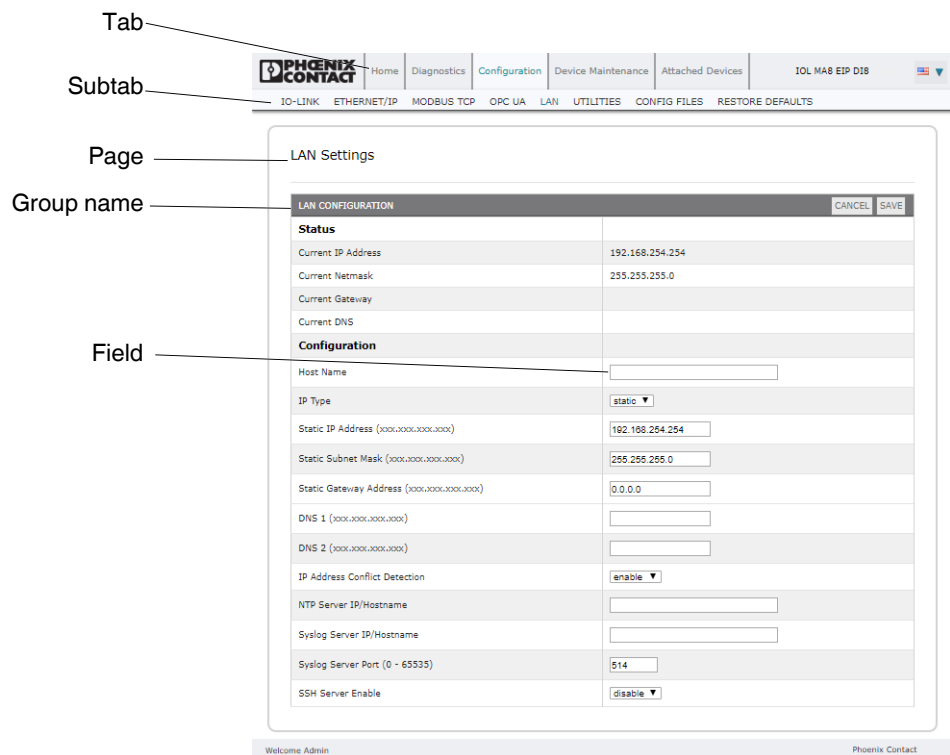 Tab
PHŒNIX
CONTACT
Home Diagnostics Configuration Device Maintenance Attached Devices IOL MA8 EIP DI8
Subtab
IO-LINK ETHERNET/IP MODBUS TCP OPC UA LAN UTILITIES CONFIG FILES RESTORE DEFAULTS
Page
LAN Settings
Group name
LAN CONFIGURATION CANCEL SAVE
Status
Current IP Address 192.168.254.254
Current Netmask 255.255.255.0
Current Gateway
Current DNS
Configuration
Field
Host Name
IP Type static
Static IP Address (xxx.xxx.xxx.xxx) 192.168.254.254
Static Subnet Mask (xxx.xxx.xxx.xxx) 255.255.255.0
Static Gateway Address (xxx.xxx.xxx.xxx) 0.0.0.0
DNS 1 (xxx.xxx.xxx.xxx)
DNS 2 (xxx.xxx.xxx.xxx)
IP Address Conflict Detection enable
NTP Server IP/Hostname
Syslog Server IP/Hostname
Syslog Server Port (0 - 65535) 514
SSH Server Enable disable
Welcome Admin Phoenix Contact